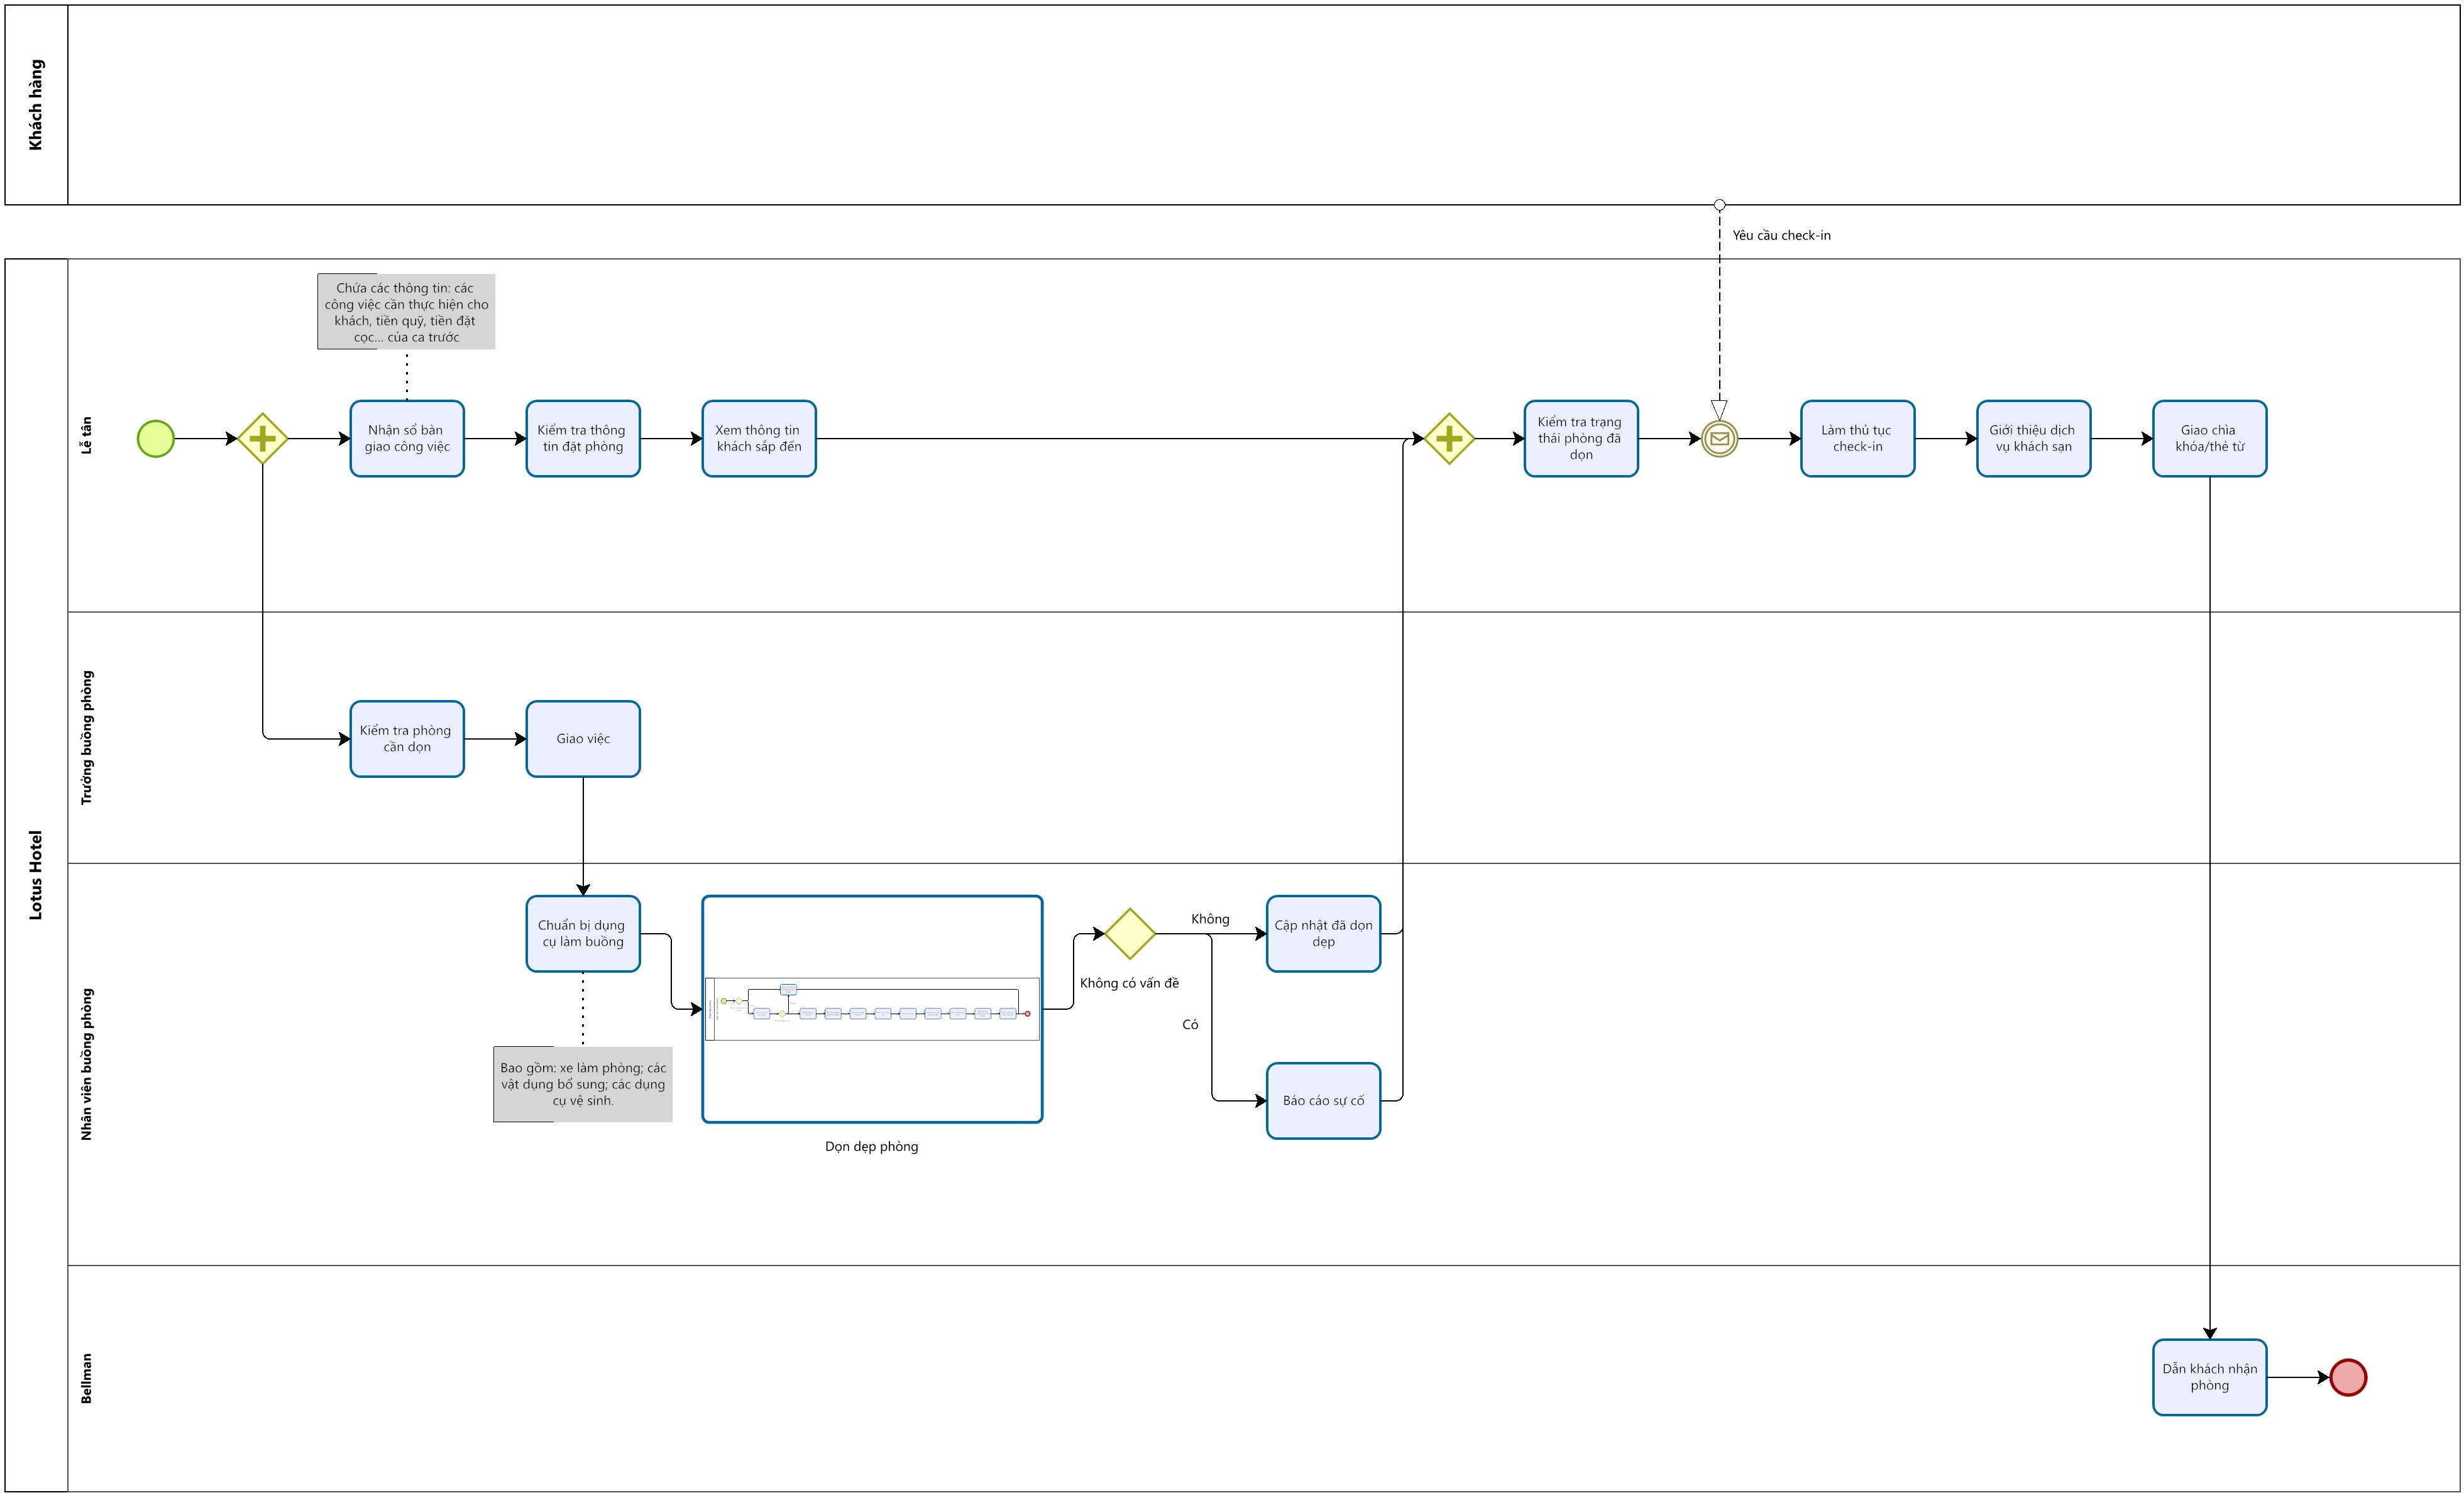 Khách hàng
Yêu cầu check-in
Lotus Hotel
Lễ tân
Chứa các thông tin: các
công việc cần thực hiện cho
khách, tiền quỹ, tiền đặt
cọc... của ca trước
Nhận sổ bàn
giao công việc
Kiểm tra thông
tin đặt phòng
Xem thông tin
khách sắp đến
Kiểm tra trạng
thái phòng đã
dọn
Làm thủ tục
check-in
Giới thiệu dịch
vụ khách sạn
Giao chìa
khóa/thẻ từ
Trưởng buồng phòng
Kiểm tra phòng
cần dọn
Giao việc
Nhân viên buồng phòng
Chuẩn bị dụng
cụ làm buồng
Bao gồm: xe làm phòng; các
vật dụng bổ sung; các dụng
cụ vệ sinh.
Dọn dẹp phòng
Không có vấn đề
Không
Có
Cập nhật đã dọn
dẹp
Báo cáo sự cố
Bellman
Dẫn khách nhận
phòng